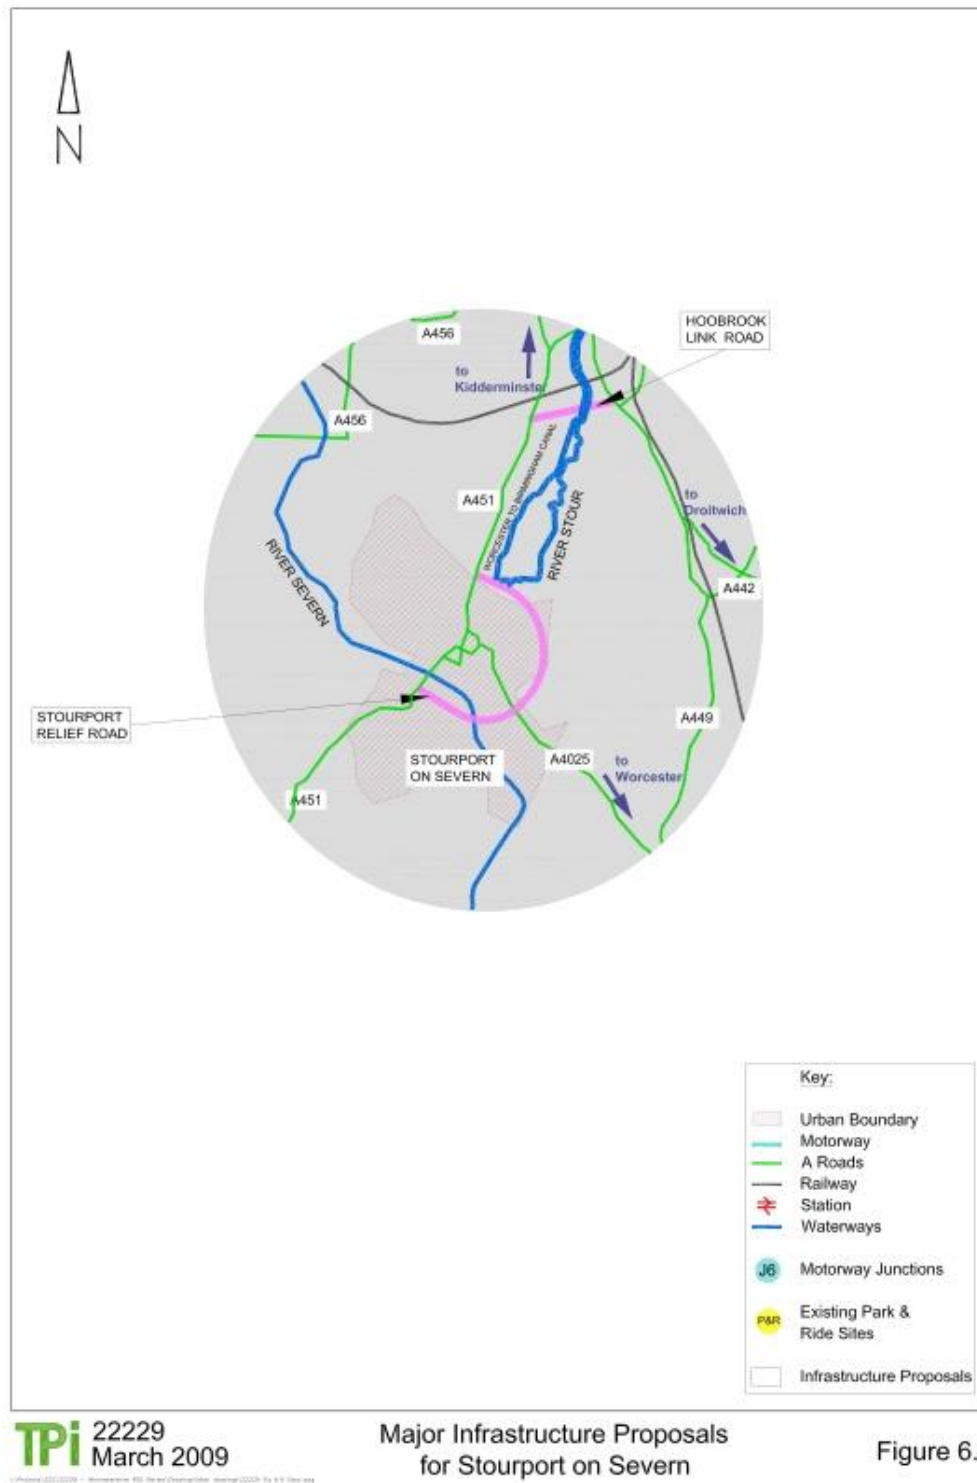 N
HOOBROOK
LINK ROAD
A456
to
Kidderminste
A456
A451
WORCESTER TO BIRMINGHAM CANAL
RIVER STOUR
to
Droitwich
RIVER SEVERN
A442
STOURPORT
RELIEF ROAD
A449
STOURPORT
ON SEVERN
A4025
to
Worcester
A451
Key:
Urban Boundary
Motorway
A Roads
Railway
Station
Waterways
J6 Motorway Junctions
P&R Existing Park &
Ride Sites
Infrastructure Proposals
TPi 22229
March 2009
Major Infrastructure Proposals
for Stourport on Severn
Figure 6.